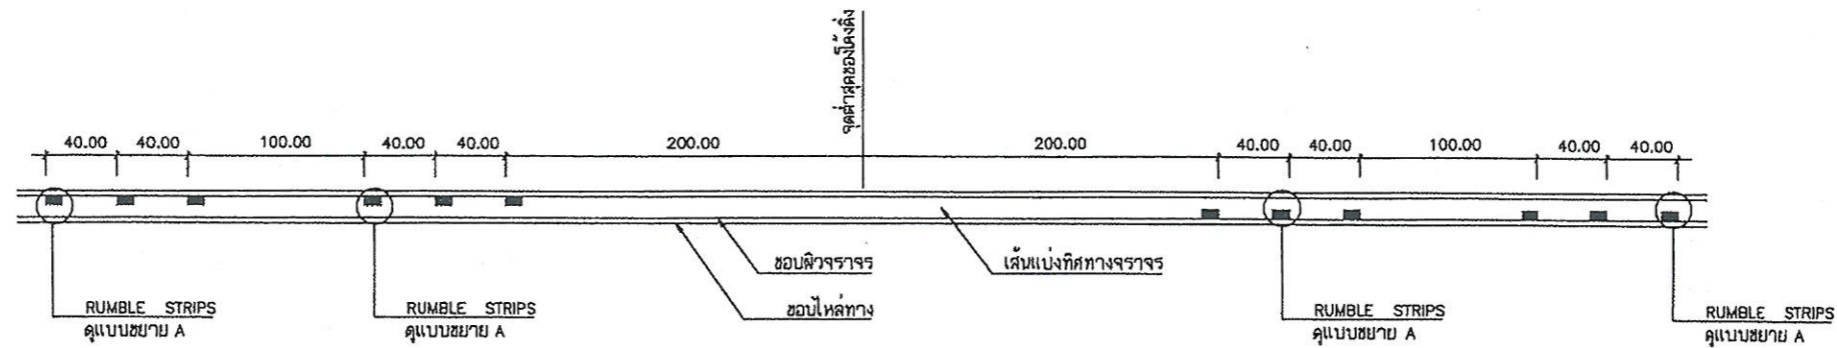 จุดต่ำสุดของโค้งดิ่ง
40.00 40.00 100.00 40.00 40.00 200.00 200.00 40.00 40.00 100.00 40.00 40.00
ขอบผิวจราจร
เส้นแบ่งทิศทางจราจร
ขอบไหล่ทาง
RUMBLE STRIPS
ดูแบบขยาย A
RUMBLE STRIPS
ดูแบบขยาย A
RUMBLE STRIPS
ดูแบบขยาย A
RUMBLE STRIPS
ดูแบบขยาย A